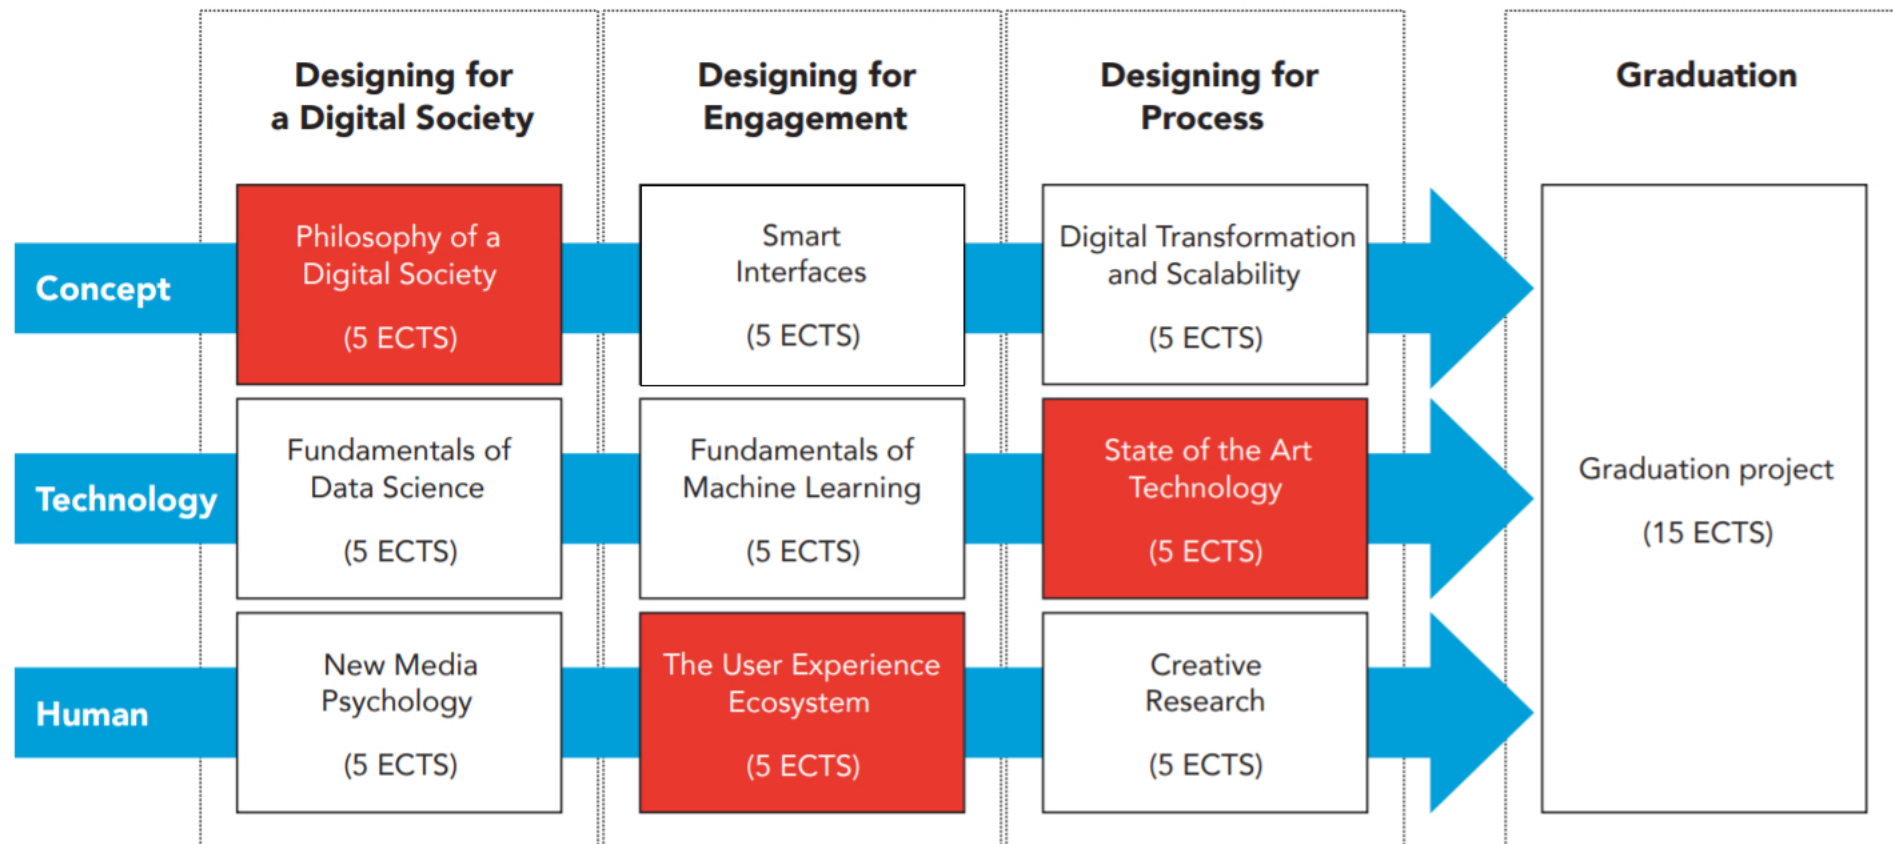 Designing for
a Digital Society
Designing for
Engagement
Designing for
Process
Graduation
Concept
Philosophy of a
Digital Society
(5 ECTS)
Smart
Interfaces
(5 ECTS)
Digital Transformation
and Scalability
(5 ECTS)
Technology
Fundamentals of
Data Science
(5 ECTS)
Fundamentals of
Machine Learning
(5 ECTS)
State of the Art
Technology
(5 ECTS)
Graduation project
(15 ECTS)
Human
New Media
Psychology
(5 ECTS)
The User Experience
Ecosystem
(5 ECTS)
Creative
Research
(5 ECTS)